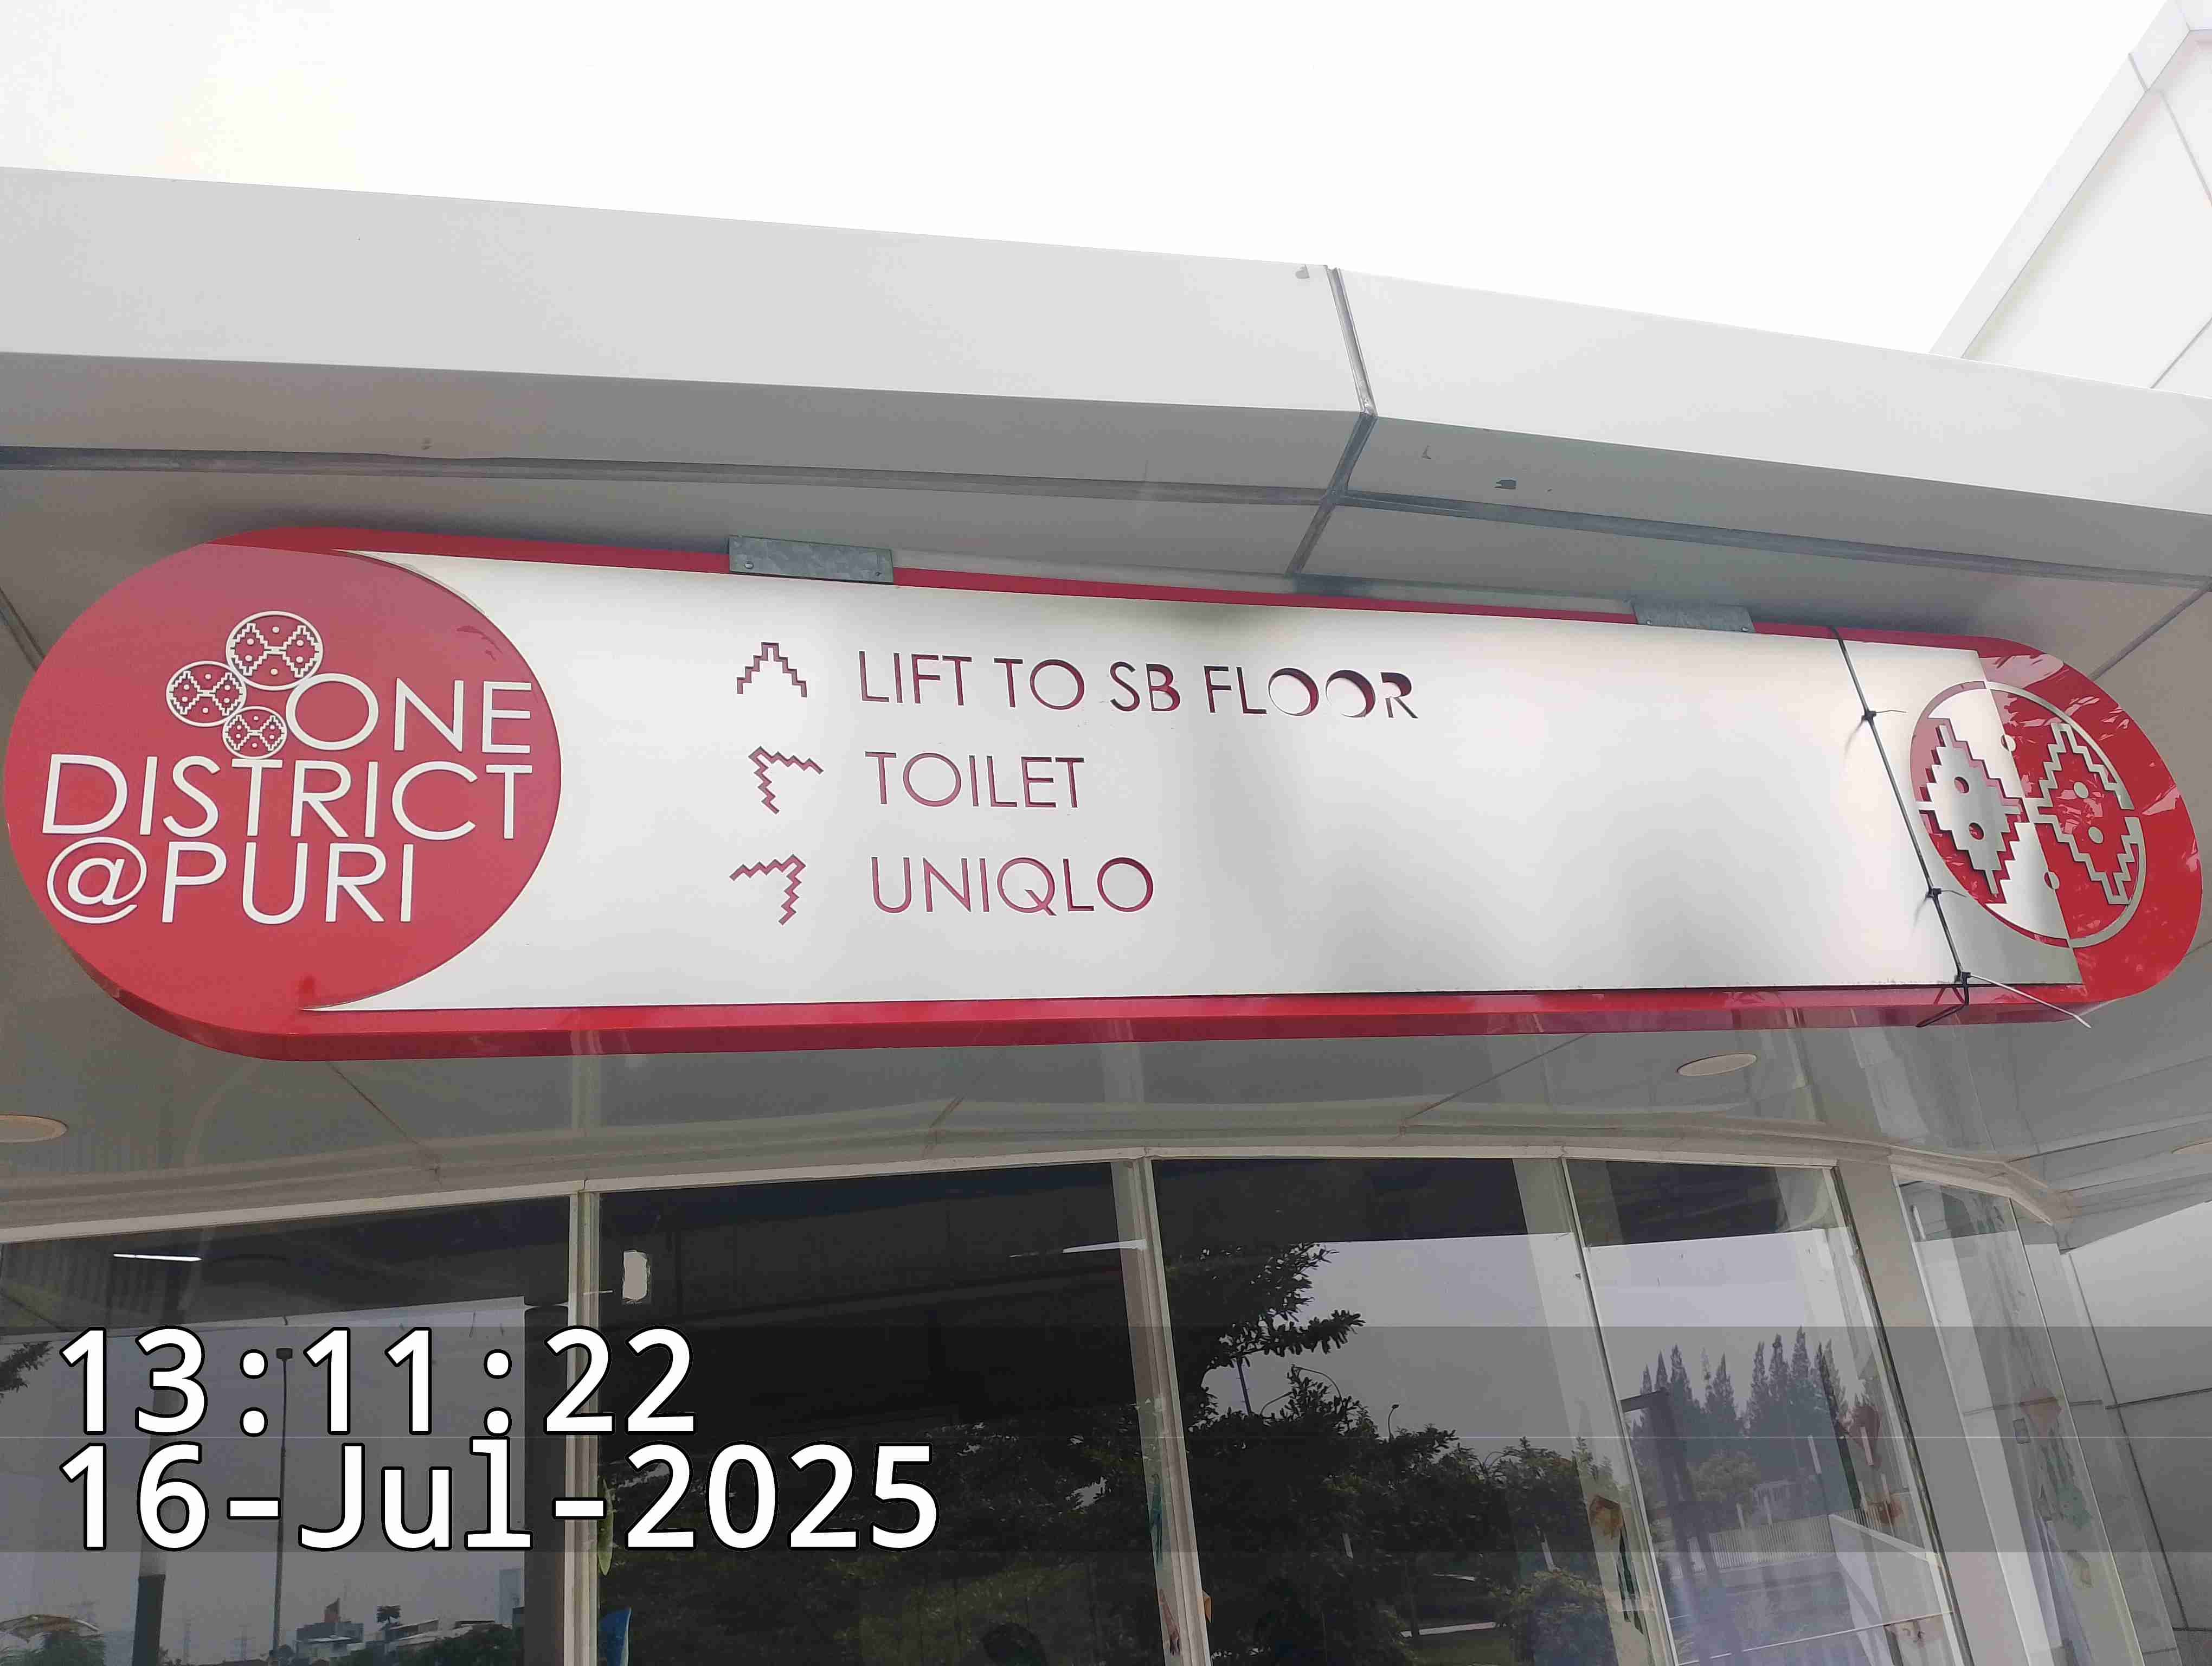 ONE
DISTRICT
@PURI
LIFT TO SB FLOOR
TOILET
UNIQLO
13:11:22
16-Jul-2025